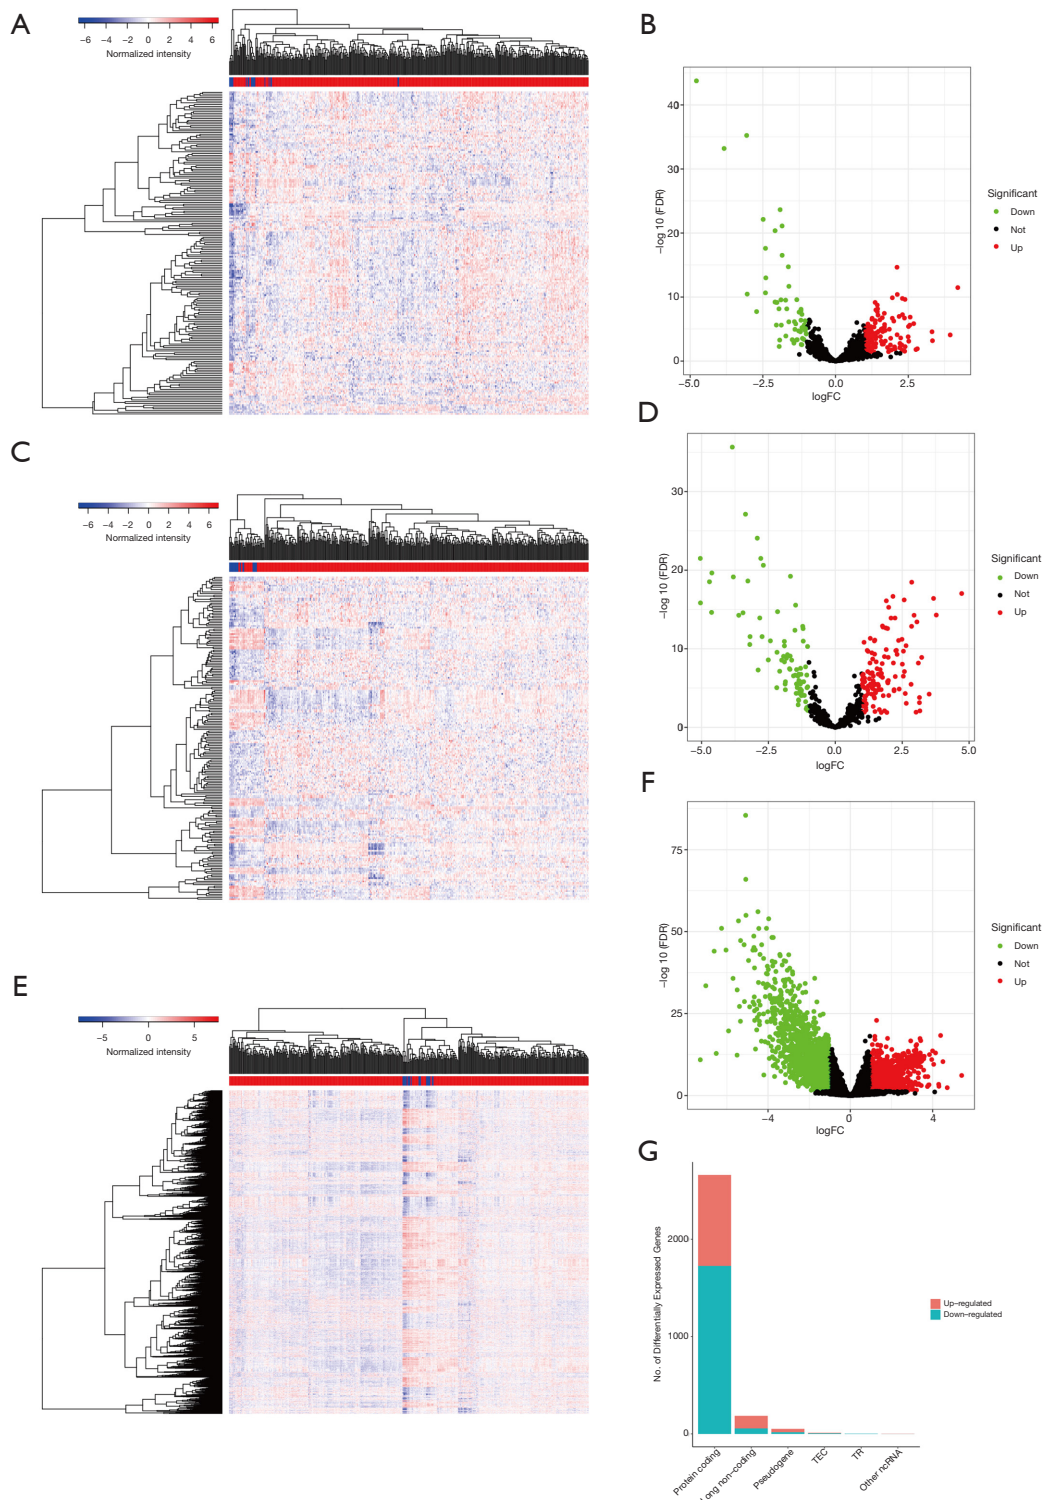 A
−6 −4 −2 0 2 4 6
Normalized intensity
B
40
30
20
10
0
−log 10 (FDR)
−5.0 −2.5 0.0 2.5
logFC
Significant
Down
Not
Up
C
−6 −4 −2 0 2 4 6
Normalized intensity
D
30
20
10
0
−log 10 (FDR)
−5.0 −2.5 0.0 2.5 5.0
logFC
Significant
Down
Not
Up
E
−5 0 5
Normalized intensity
F
75
50
25
0
−log 10 (FDR)
−4 0 4
logFC
Significant
Down
Not
Up
G
2000
1000
0
No. of Differentially Expressed Genes
Protein coding
Long non−coding
Pseudogene
TEC
TR
Other ncRNA
Up−regulated
Down−regulated